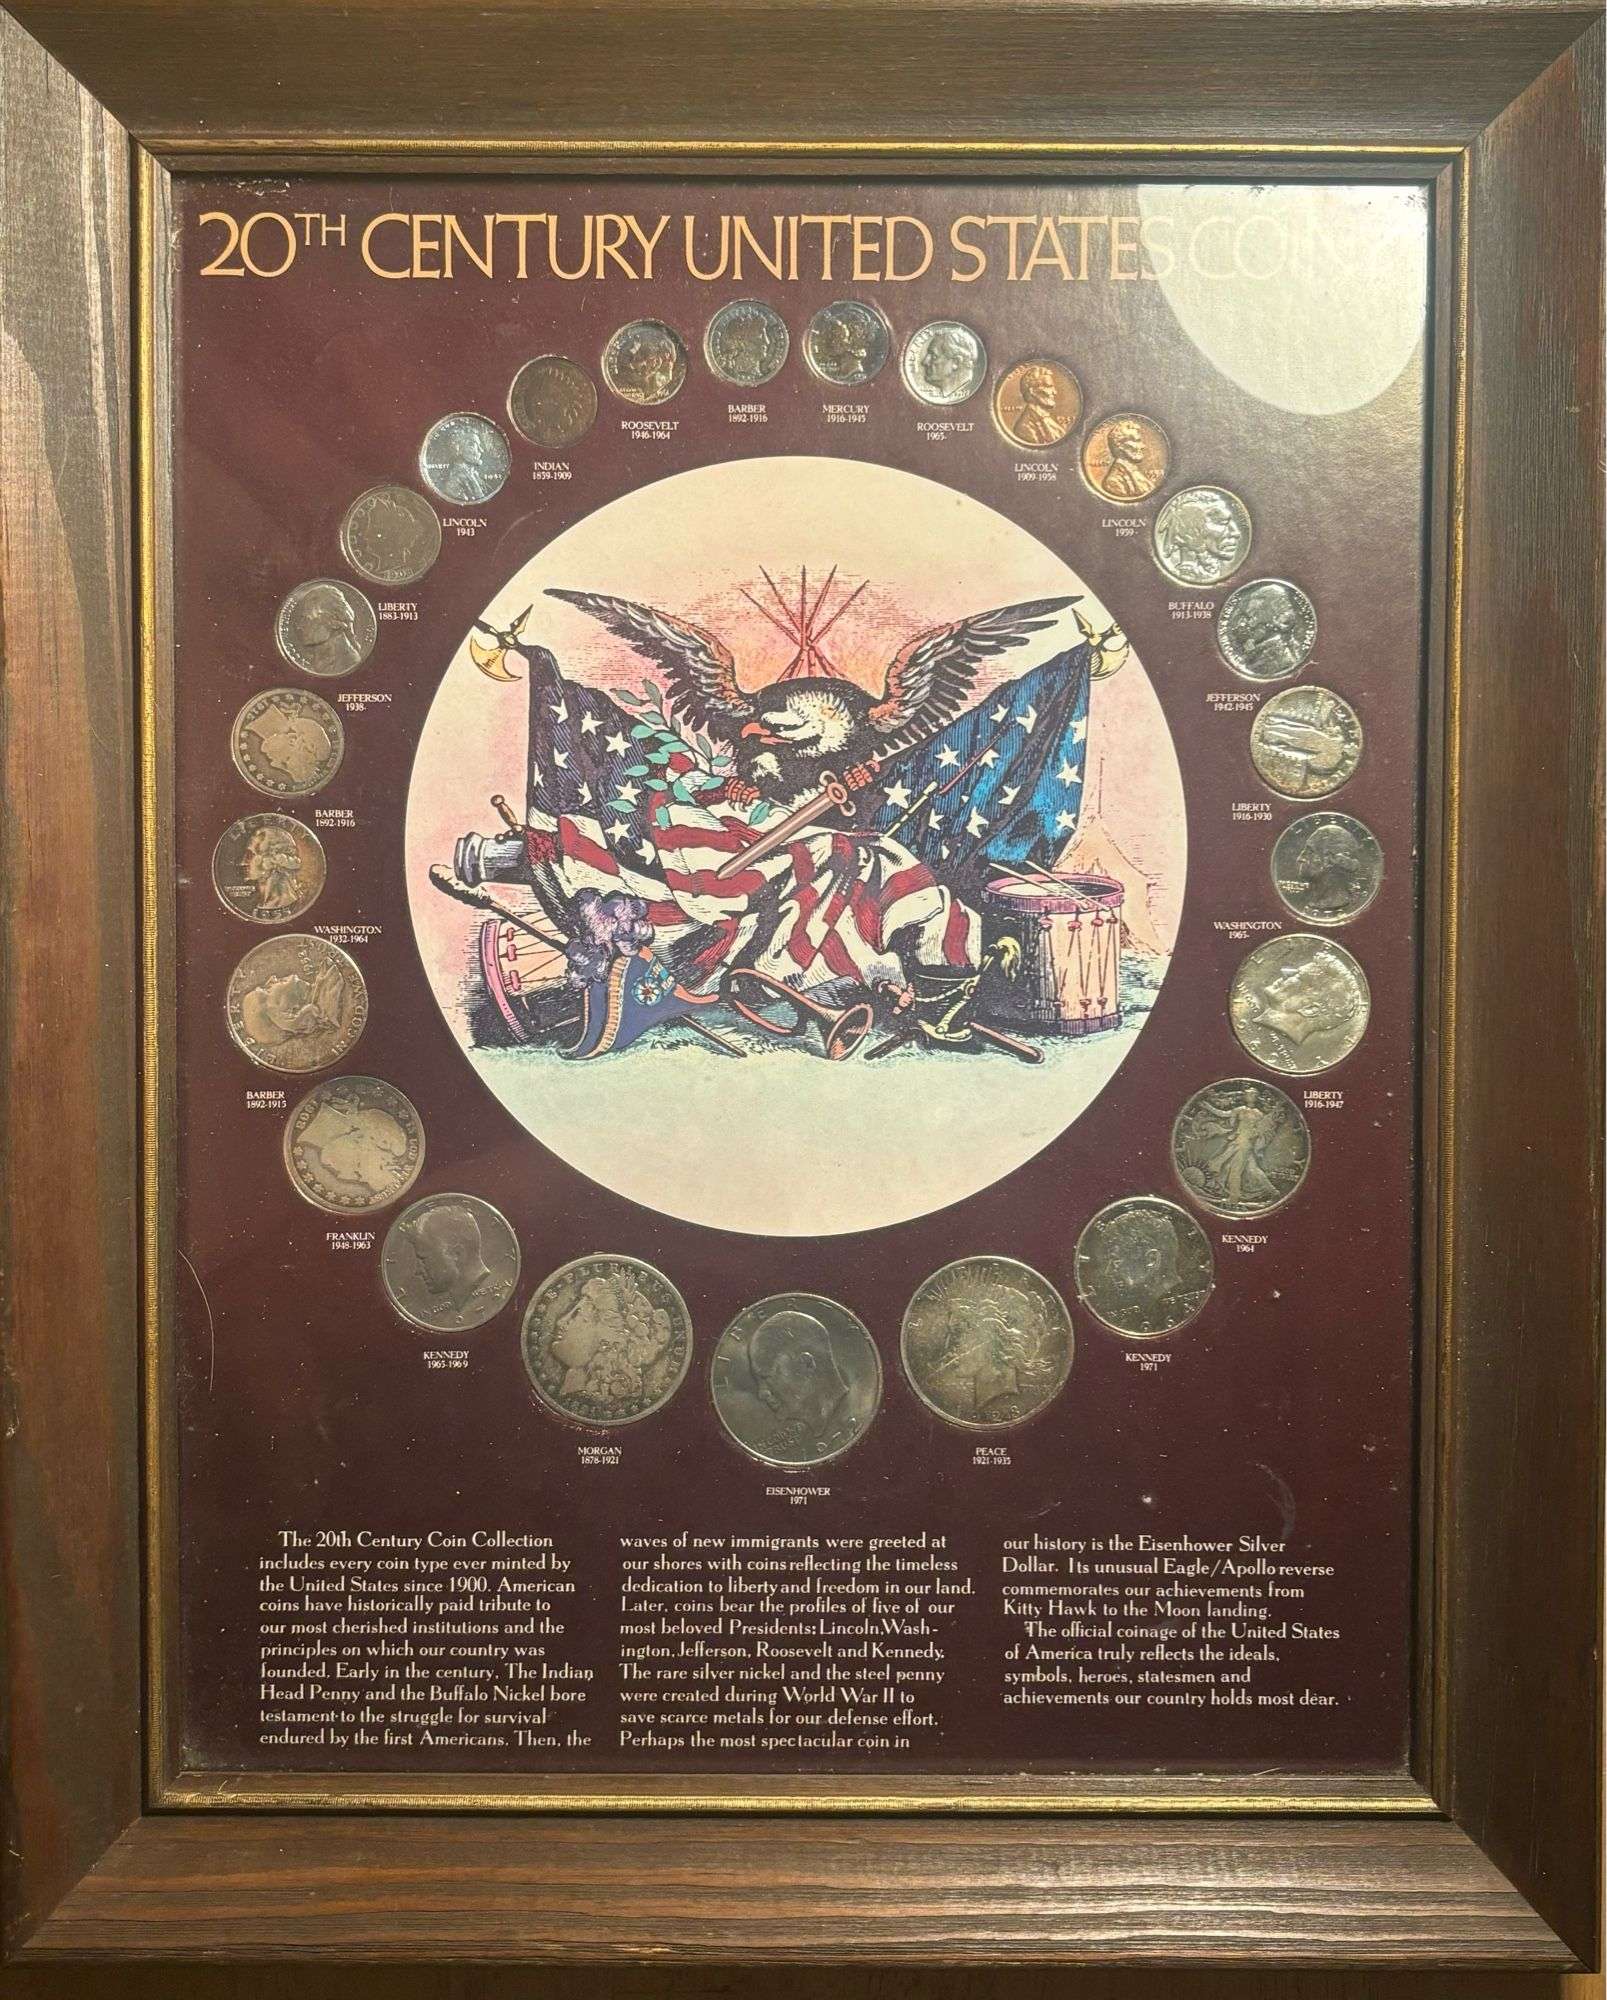 20TH CENTURY UNITED STATES COIN
ROOSEVELT
1946-1964
BARBER
1892-1916
MERCURY
1916-1945
ROOSEVELT
1965-
INDIAN
1859-1909
LINCOLN
1909-1958
LINCOLN
1943
LINCOLN
1959-
LIBERTY
1883-1913
BUFFALO
1913-1938
JEFFERSON
1938-
JEFFERSON
1942-1945
BARBER
1892-1916
LIBERTY
1916-1930
WASHINGTON
1932-1964
WASHINGTON
1965-
BARBER
1892-1915
LIBERTY
1916-1947
FRANKLIN
1948-1963
KENNEDY
1964
KENNEDY
1965-1969
KENNEDY
1971
MORGAN
1878-1921
PEACE
1921-1935
EISENHOWER
1971
The 20th Century Coin Collection
includes every coin type ever minted by
the United States since 1900. American
coins have historically paid tribute to
our most cherished institutions and the
principles on which our country was
founded. Early in the century, The Indian
Head Penny and the Buffalo Nickel bore
testament to the struggle for survival
endured by the first Americans. Then, the
waves of new immigrants were greeted at
our shores with coins reflecting the timeless
dedication to liberty and freedom in our land.
Later, coins bear the profiles of five of our
most beloved Presidents: Lincoln, Wash-
ington, Jefferson, Roosevelt and Kennedy.
The rare silver nickel and the steel penny
were created during World War II to
save scarce metals for our defense effort.
Perhaps the most spectacular coin in
our history is the Eisenhower Silver
Dollar. Its unusual Eagle/Apollo reverse
commemorates our achievements from
Kitty Hawk to the Moon landing.
The official coinage of the United States
of America truly reflects the ideals,
symbols, heroes, statesmen and
achievements our country holds most dear.